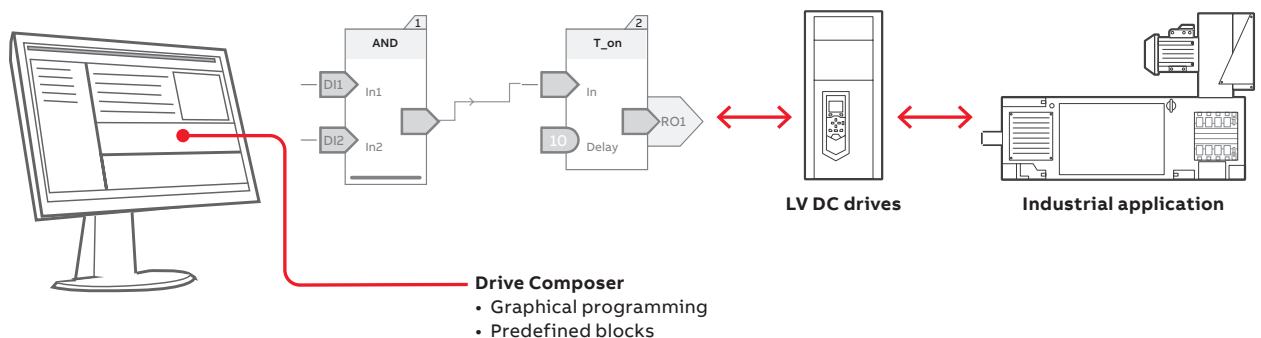 1
AND
DI1
In1
DI2
In2
2
T_on
In
10
Delay
RO1
LV DC drives
Industrial application
Drive Composer
• Graphical programming
• Predefined blocks